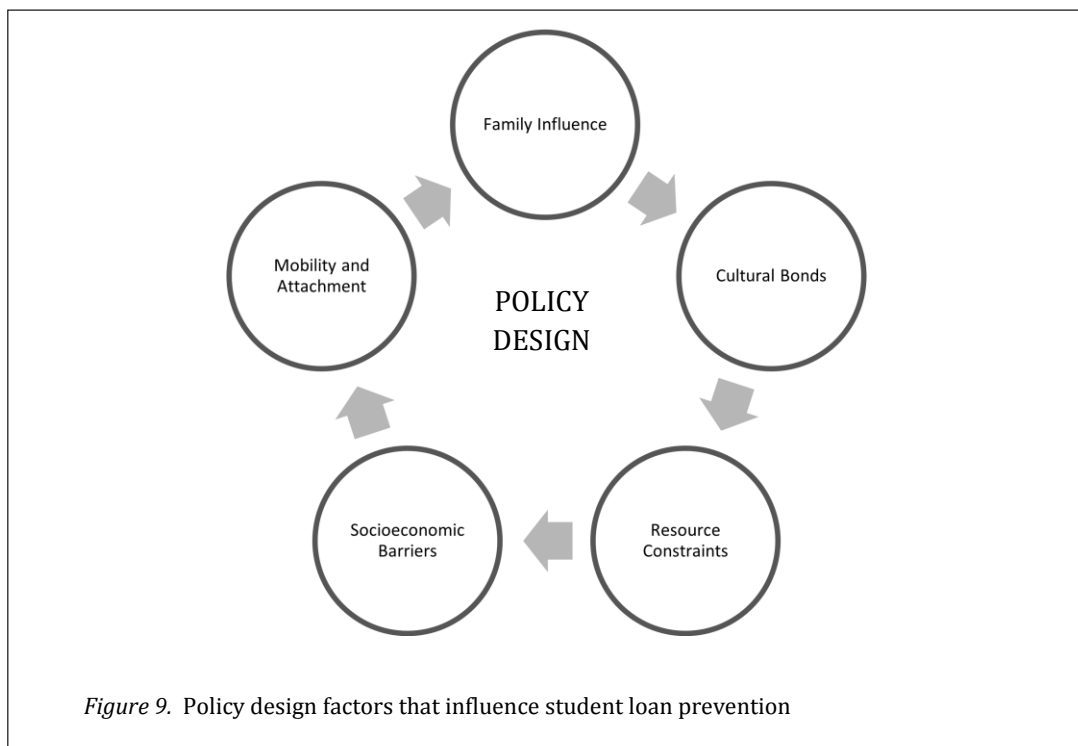 Family Influence
Cultural Bonds
Resource
Constraints
Socioeconomic
Barriers
Mobility and
Attachment
POLICY
DESIGN
Figure 9. Policy design factors that influence student loan prevention